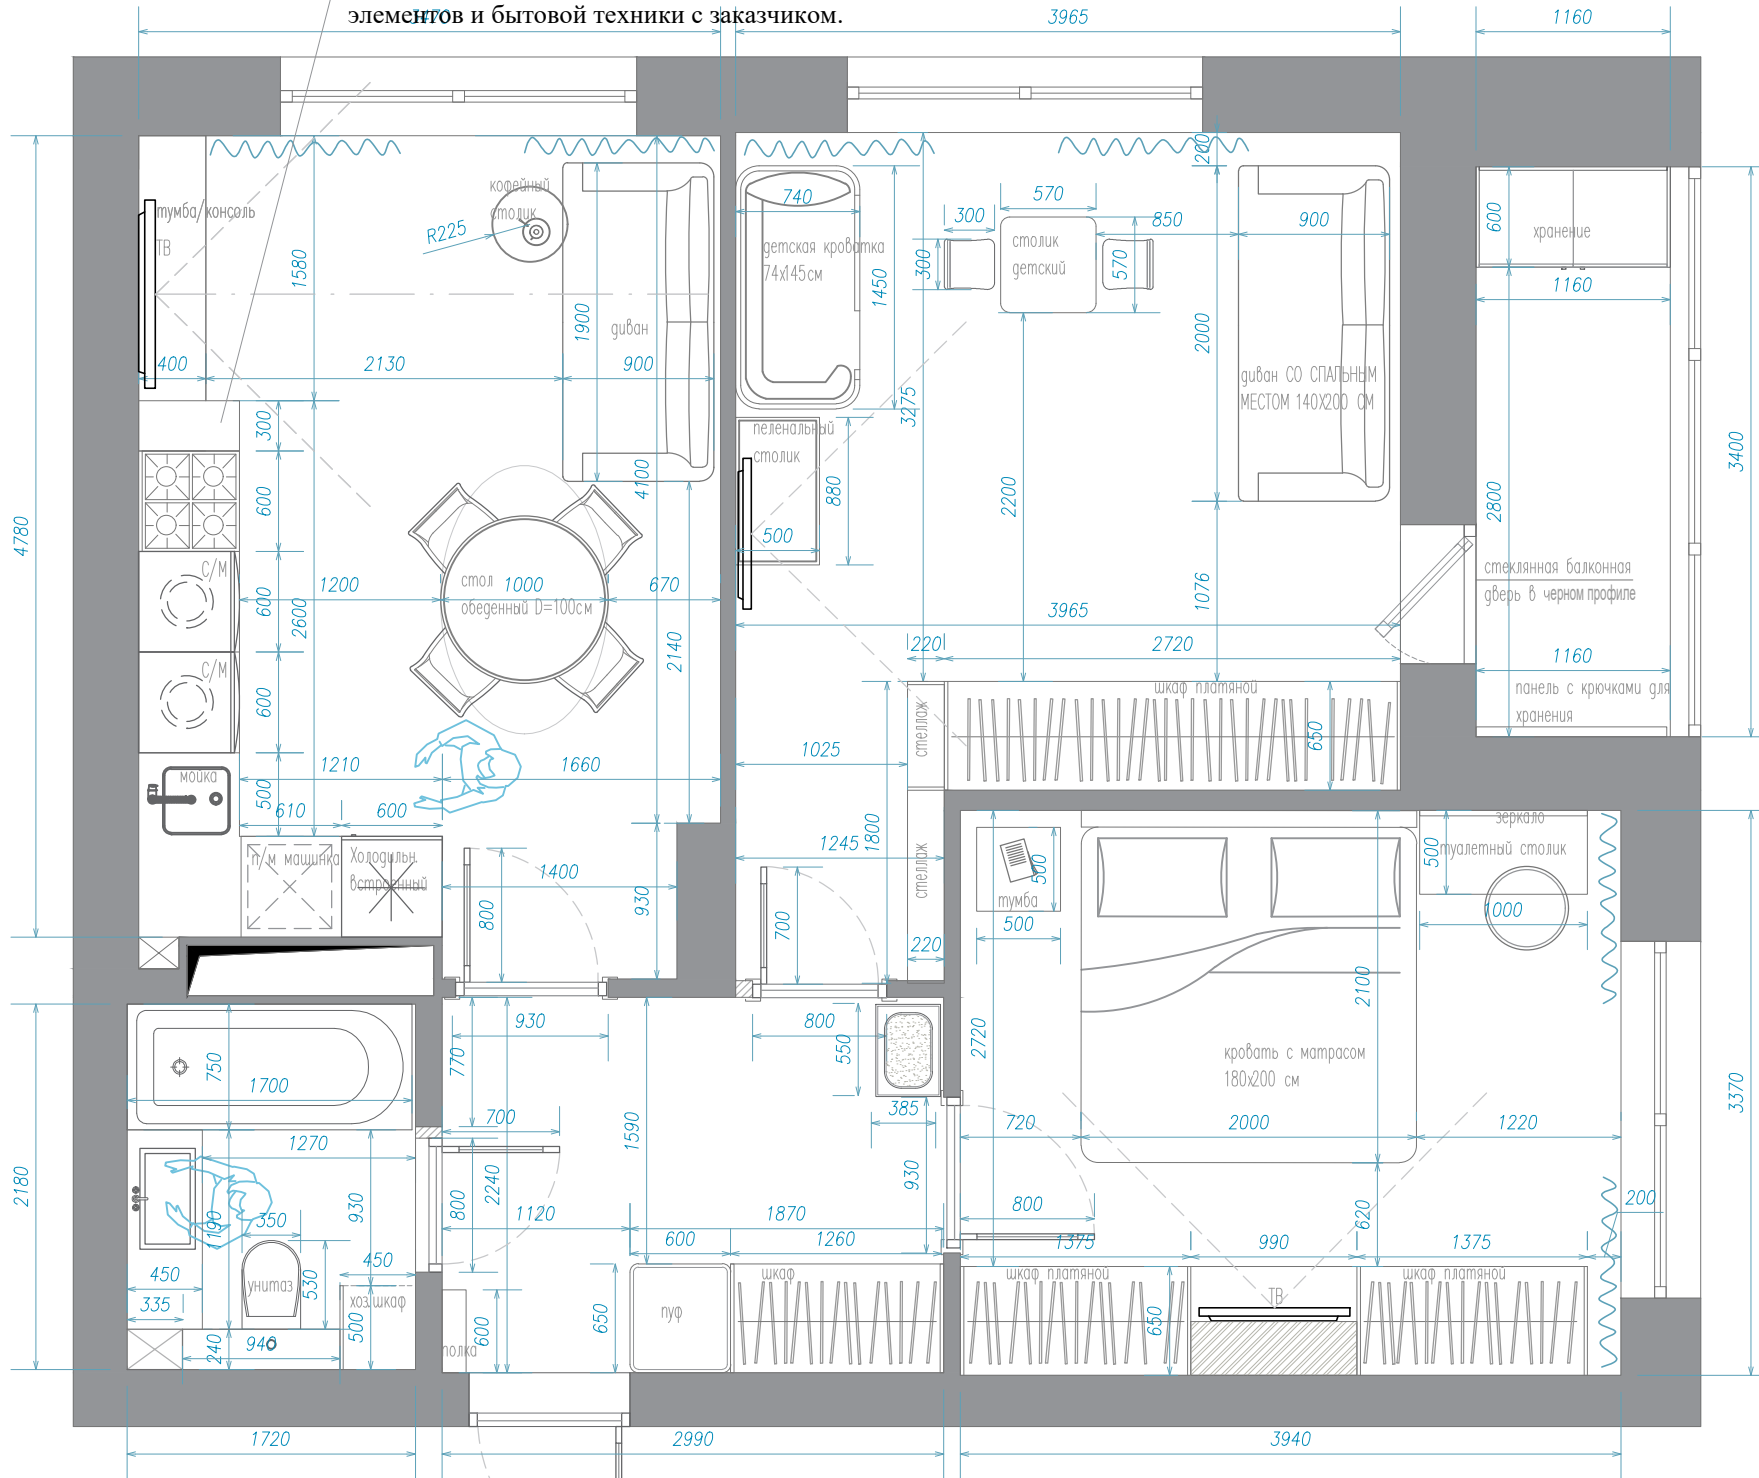 элементов и бытовой техники с заказчиком.
3470
3965
1160
4780
1580
тумба/консоль
ТВ
кофейный
столик
R225
диван
1900
400
2130
900
4100
300
600
600
600
500
2600
С/М
С/М
мойка
1200
стол
1000
обеденный D=100см
670
2140
1210
1660
610
600
п/м машинка
Холодильн.
встроенный
1400
800
930
740
детская кроватка
74х145см
1450
3275
300
300
570
столик
детский
570
850
200
900
2000
диван СО СПАЛЬНЫМ
МЕСТОМ 140Х200 СМ
пеленальный
столик
880
500
2200
1076
3965
220
2720
шкаф платяной
650
стеллаж
1025
1245
1800
стеллаж
220
700
600
хранение
1160
2800
3400
стеклянная балконная
дверь в черном профиле
1160
панель с крючками для
хранения
500
тумба
500
зеркало
туалетный столик
500
1000
2100
2720
кровать с матрасом
180х200 см
3370
720
2000
1220
800
620
200
1375
990
1375
шкаф платяной
ТВ
шкаф платяной
650
2180
750
1700
1270
1190
930
350
530
унитаз
450
450
335
хоз.шкаф
500
240
940
930
770
700
800
2240
1590
800
550
385
930
1120
1870
600
1260
шкаф
пуф
650
600
полка
1720
2990
3940